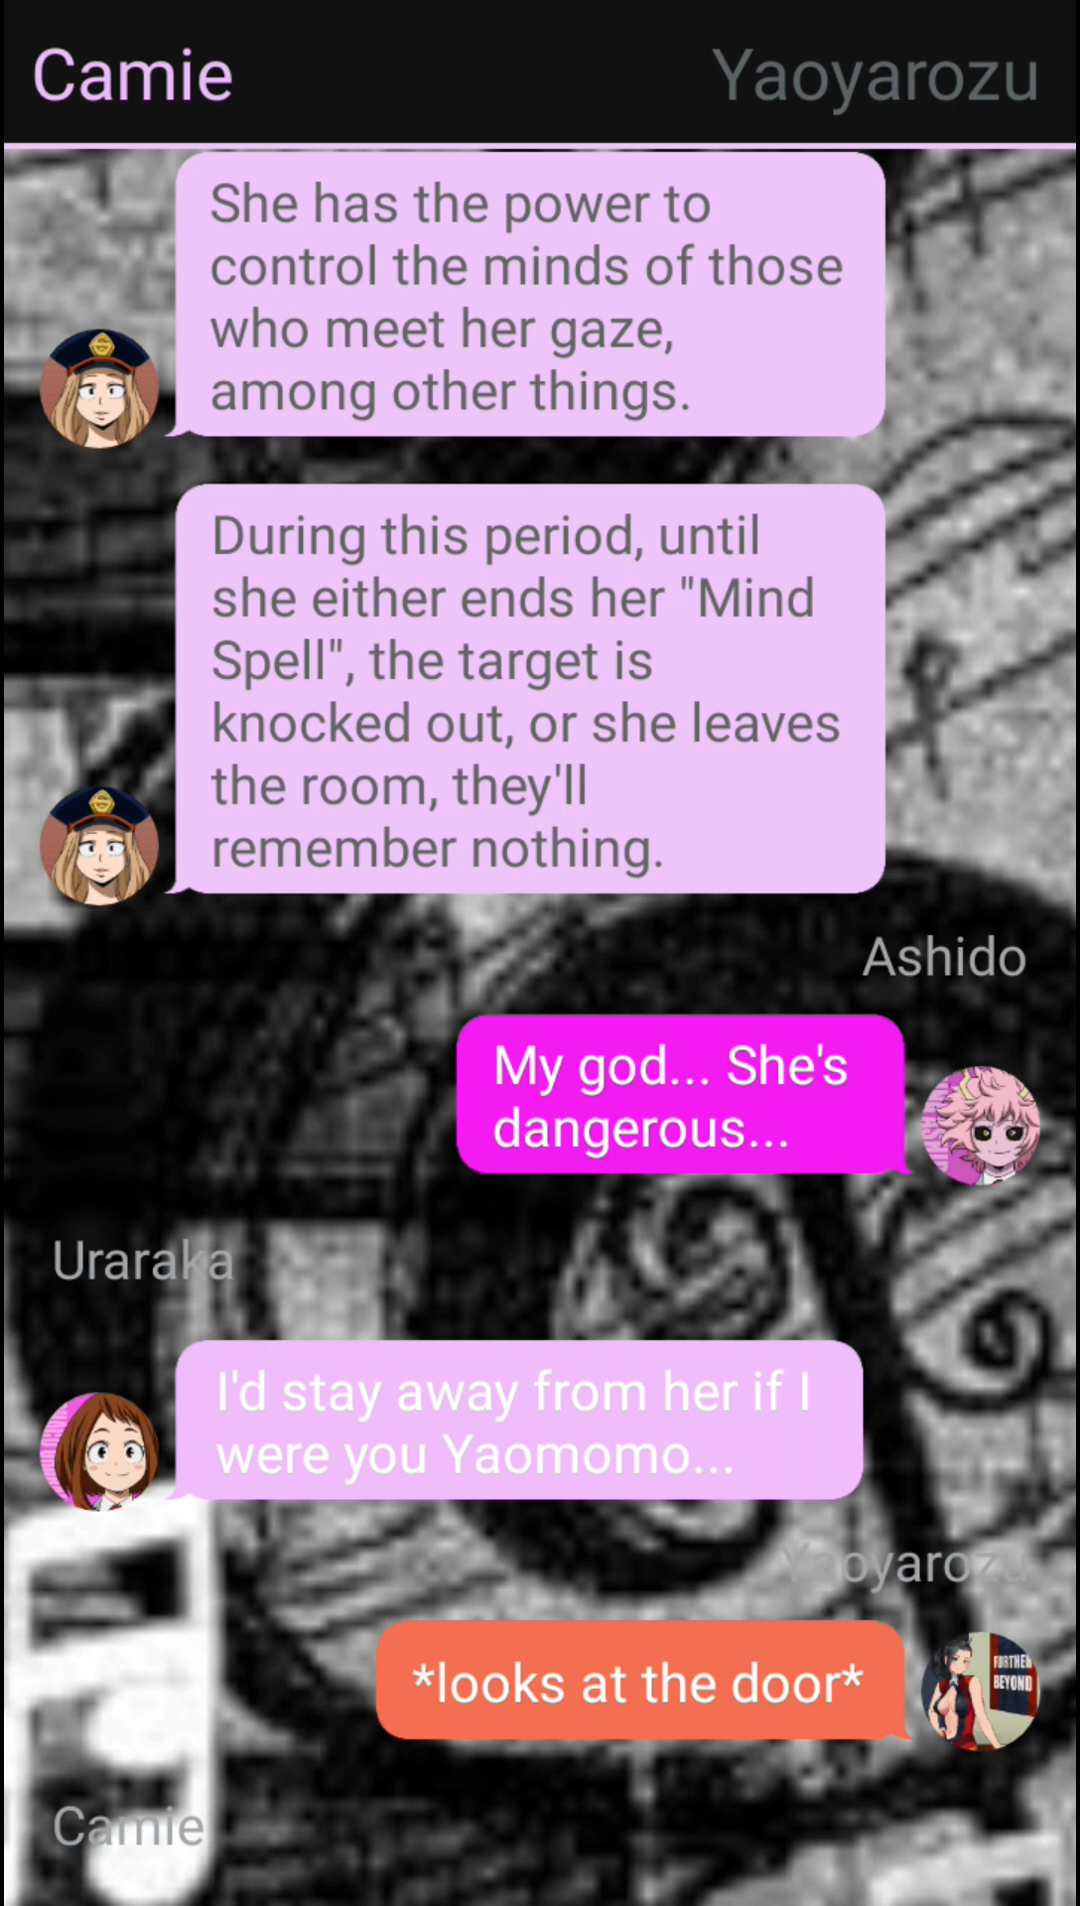 Camie
Yaoyarozu
She has the power to
control the minds of those
who meet her gaze,
among other things.
During this period, until
she either ends her "Mind
Spell", the target is
knocked out, or she leaves
the room, they'll
remember nothing.
Ashido
My god... She's
dangerous...
Uraraka
I'd stay away from her if I
were you Yaomomo...
Yaoyarozu
*looks at the door*
FURTHER
BEYOND
Camie